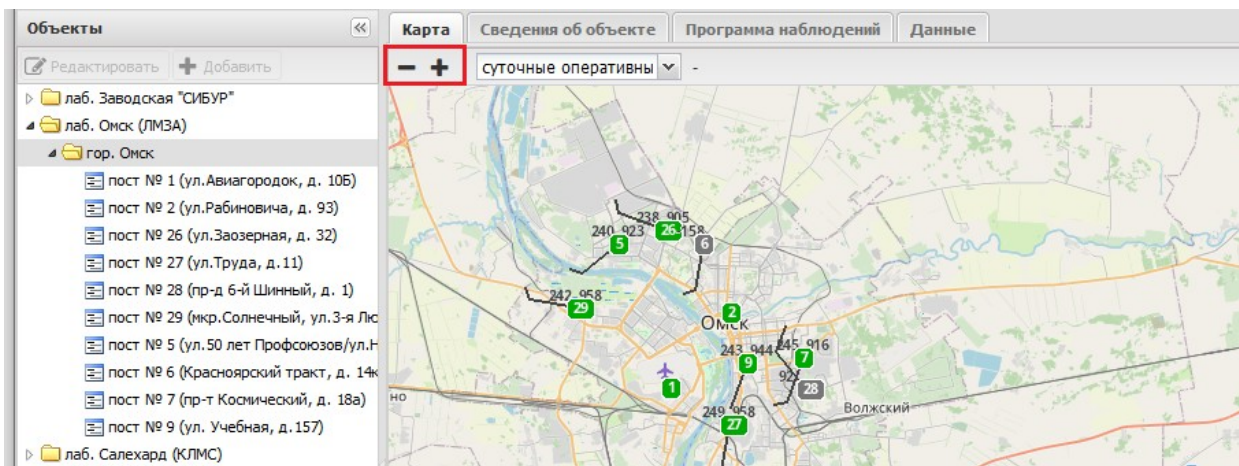 Объекты
Редактировать Добавить
лаб. Заводская "СИБУР"
лаб. Омск (ЛМЗА)
гор. Омск
пост № 1 (ул.Авиагородок, д. 10Б)
пост № 2 (ул.Рабиновича, д. 93)
пост № 26 (ул.Заозерная, д. 32)
пост № 27 (ул.Труда, д.11)
пост № 28 (пр-д 6-й Шинный, д. 1)
пост № 29 (мкр.Солнечный, ул.3-я Лю
пост № 5 (ул.50 лет Профсоюзов/ул.Н
пост № 6 (Красноярский тракт, д. 14к
пост № 7 (пр-т Космический, д. 18а)
пост № 9 (ул. Учебная, д.157)
лаб. Салехард (КЛМС)
Карта Сведения об объекте Программа наблюдений Данные
суточные оперативны -
238 905
240 923 26 158
5 6
242 958
29
2
Омск
243 944 245 916
9 7
1 92 28
но
Волжский
249 958
27